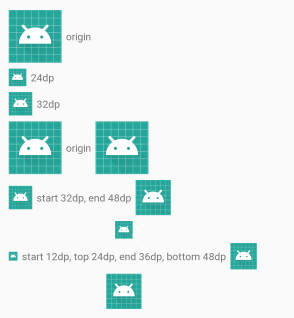 origin
24dp
32dp
origin
start 32dp, end 48dp
start 12dp, top 24dp, end 36dp, bottom 48dp